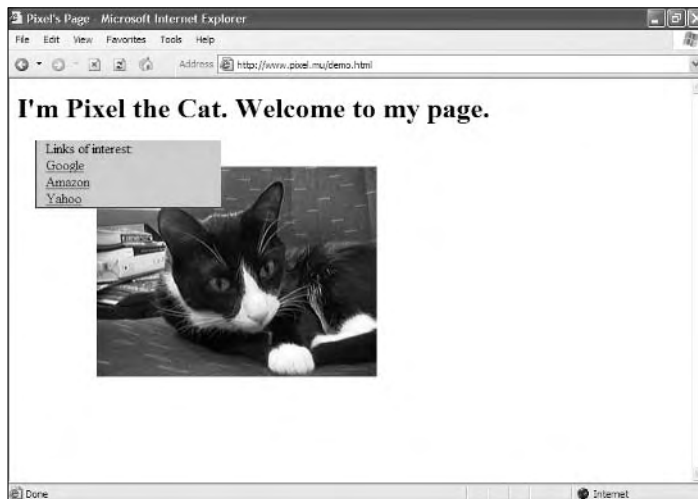 Pixel's Page - Microsoft Internet Explorer
File Edit View Favorites Tools Help
Address http://www.pixel.mu/demo.html
I'm Pixel the Cat. Welcome to my page.
Links of interest:
Google
Amazon
Yahoo
Done
Internet